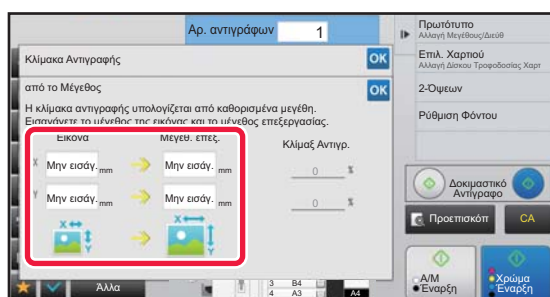 Αρ. αντιγράφων 1
Κλίμακα Αντιγραφής OK
από το Μέγεθος OK
Η κλίμακα αντιγραφής υπολογίζεται από καθορισμένα μεγέθη.
Εισαγάγετε το μέγεθος της εικόνας και το μέγεθος επεξεργασίας.
Εικόνα Μεγεθ. επεξ. Κλίμαξ Αντιγρ.
X Μην εισάγ. mm Μην εισάγ. mm 0 %
Y Μην εισάγ. mm Μην εισάγ. mm 0 %
X Y X Y
Άλλα
3 B4
4 A3 A4
Πρωτότυπο
Αλλαγή Μεγέθους/Διεύθ
Επιλ. Χαρτιού
Αλλαγή Δίσκου Τροφοδοσίας Χαρτ
2-Όψεων
Ρύθμιση Φόντου
Δοκιμαστικό
Αντίγραφο
Προεπισκόπ CA
Α/Μ
Έναρξη
Χρώμα
Έναρξη